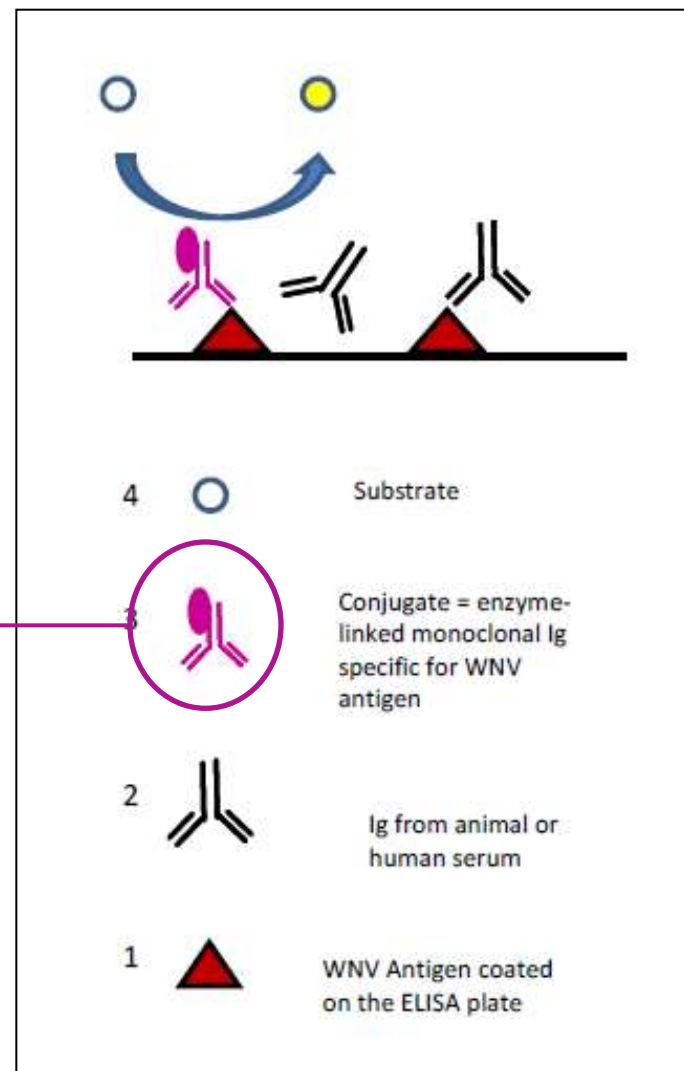 4 Substrate
3 Conjugate = enzyme-
linked monoclonal Ig
specific for WNV
antigen
2 Ig from animal or
human serum
1 WNV Antigen coated
on the ELISA plate